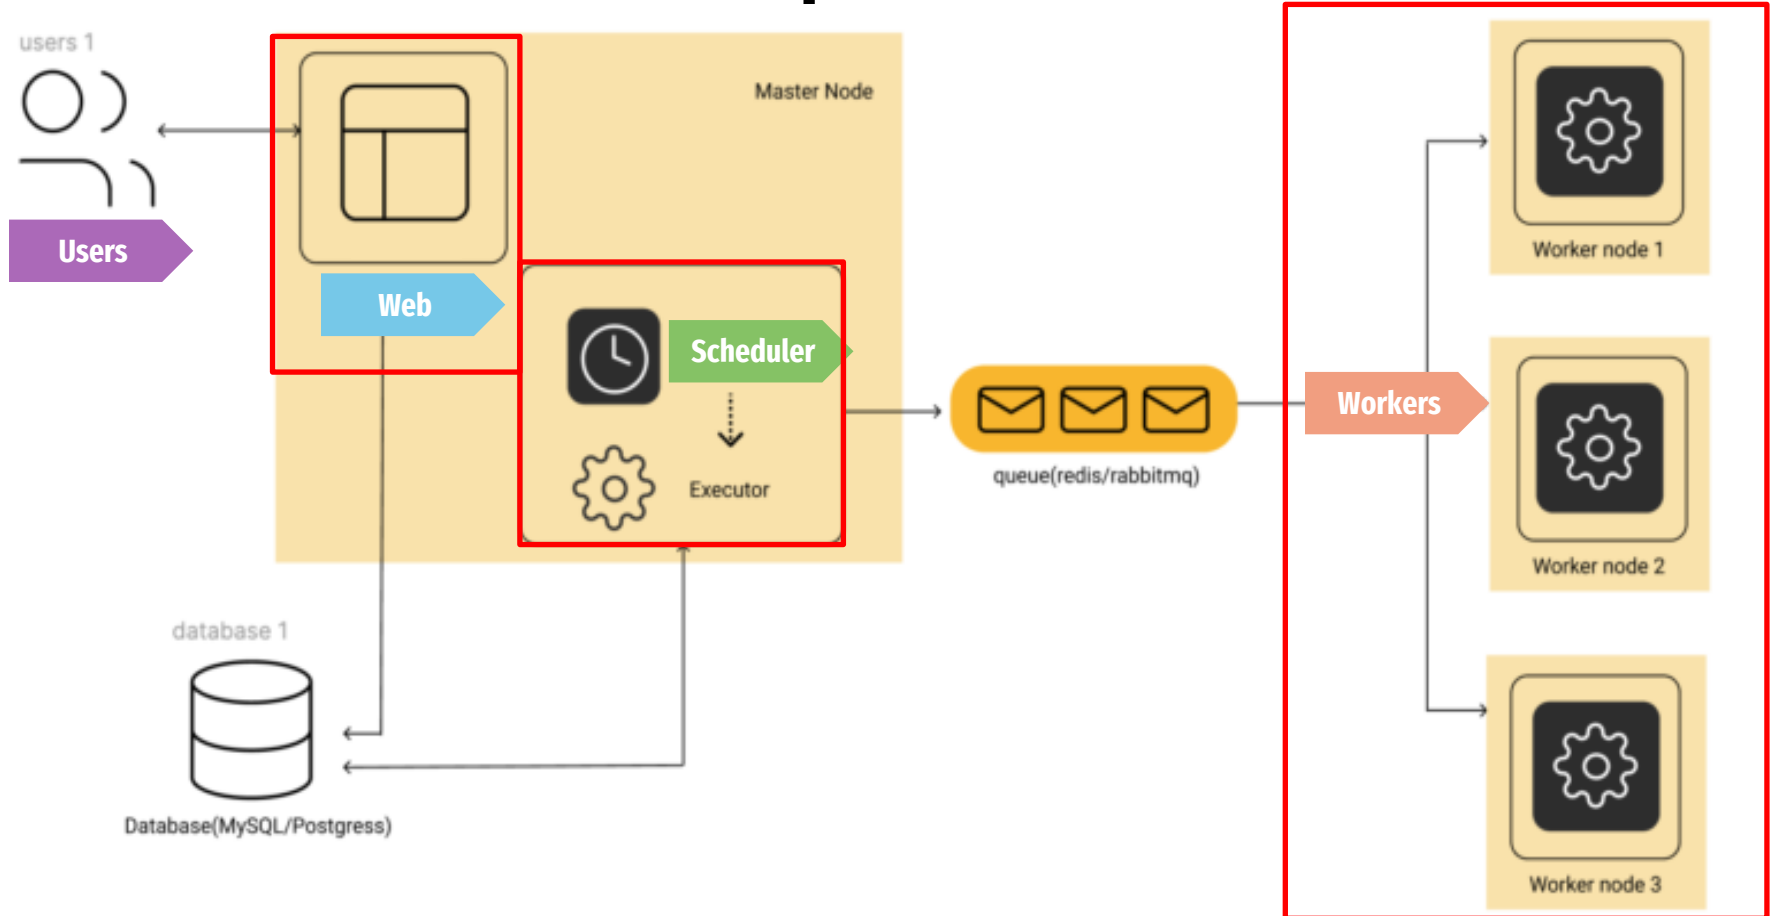 users 1
Users
Web
Master Node
Scheduler
Executor
queue(redis/rabbitmq)
Workers
Worker node 1
Worker node 2
Worker node 3
database 1
Database(MySQL/Postgress)